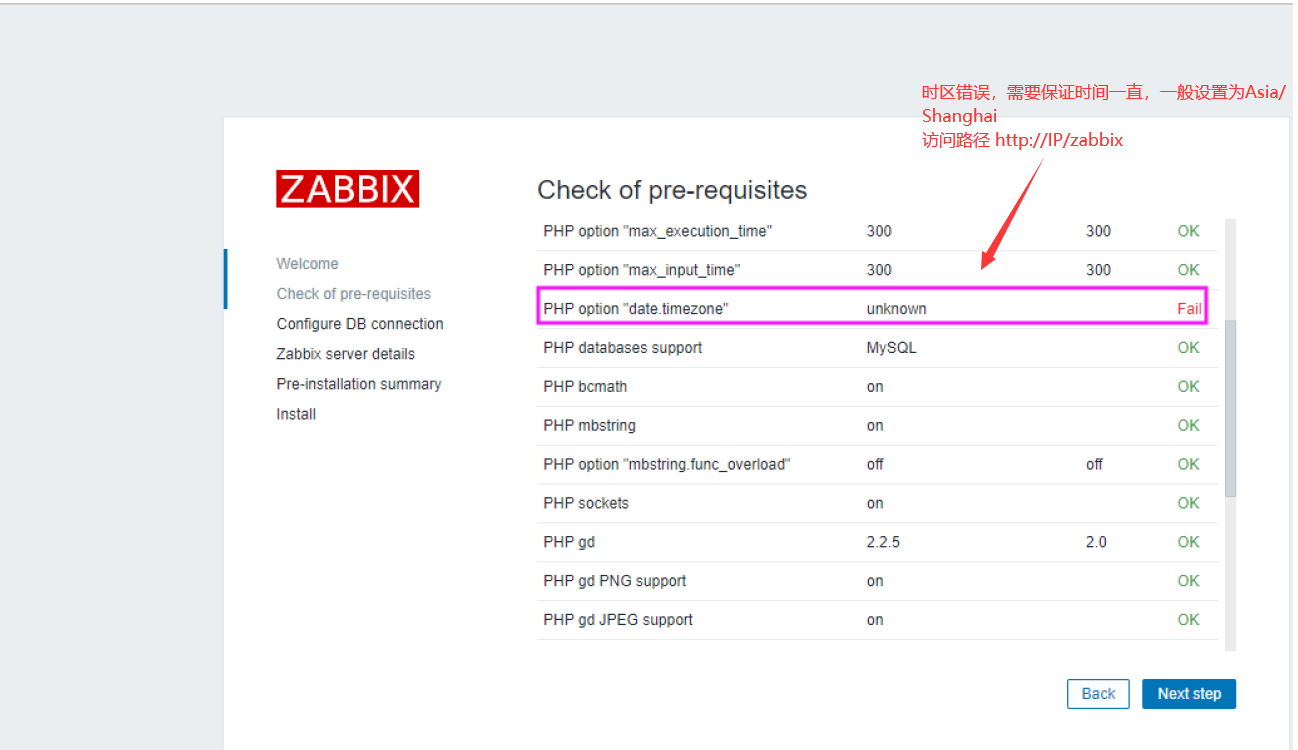 时区错误，需要保证时间一直，一般设置为Asia/
Shanghai
访问路径 http://IP/zabbix
ZABBIX
Welcome
Check of pre-requisites
Configure DB connection
Zabbix server details
Pre-installation summary
Install
Check of pre-requisites
PHP option "max_execution_time" 300 300 OK
PHP option "max_input_time" 300 300 OK
PHP option "date.timezone" unknown Fail
PHP databases support MySQL OK
PHP bcmath on OK
PHP mbstring on OK
PHP option "mbstring.func_overload" off off OK
PHP sockets on OK
PHP gd 2.2.5 2.0 OK
PHP gd PNG support on OK
PHP gd JPEG support on OK
Back Next step